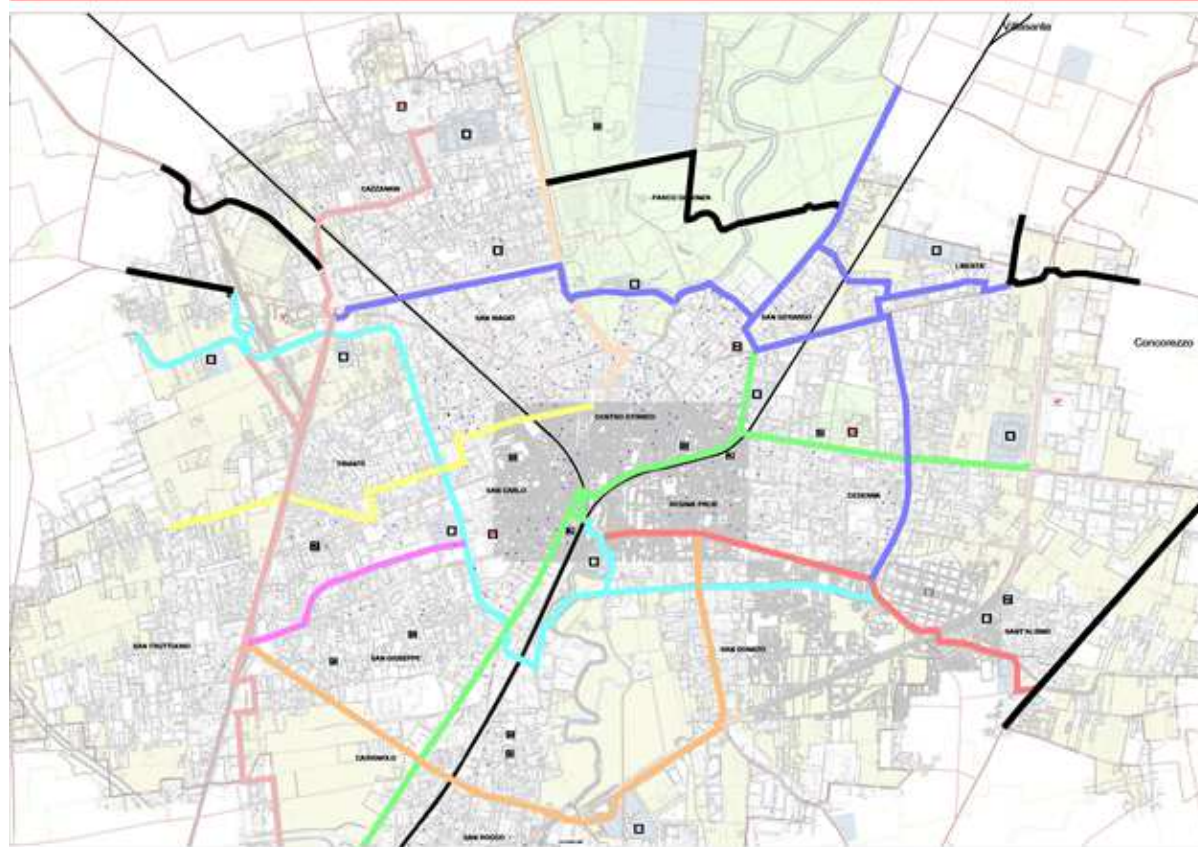 Villasanta
CAZZANIGA
PARCO DI MONZA
LIBERTA'
SAN BIAGIO
SAN GERARDO
Concorezzo
CENTRO STORICO
TRIANTE
SAN CARLO
REGINA PACIS
CEDERNA
SANT'ALBINO
SAN FRUTTUOSO
SAN GIUSEPPE
SAN DONATO
CASIGNOLO
SAN ROCCO